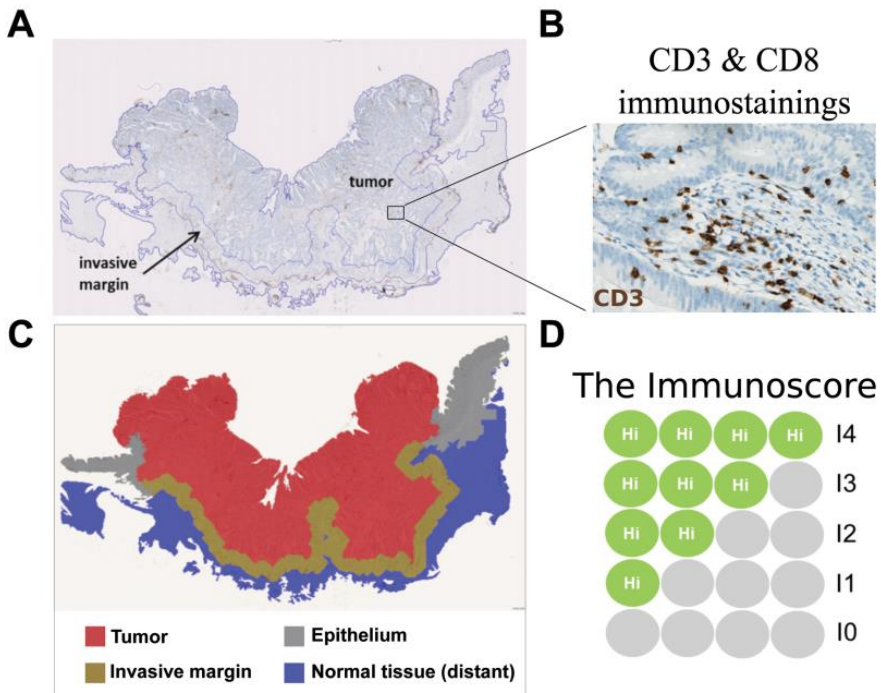 A
tumor
invasive
margin
B
CD3 & CD8
immunostainings
CD3
C
Tumor
Epithelium
Invasive margin
Normal tissue (distant)
D
The Immunoscore
Hi Hi Hi Hi I4
Hi Hi Hi I3
Hi Hi I2
Hi I1
I0